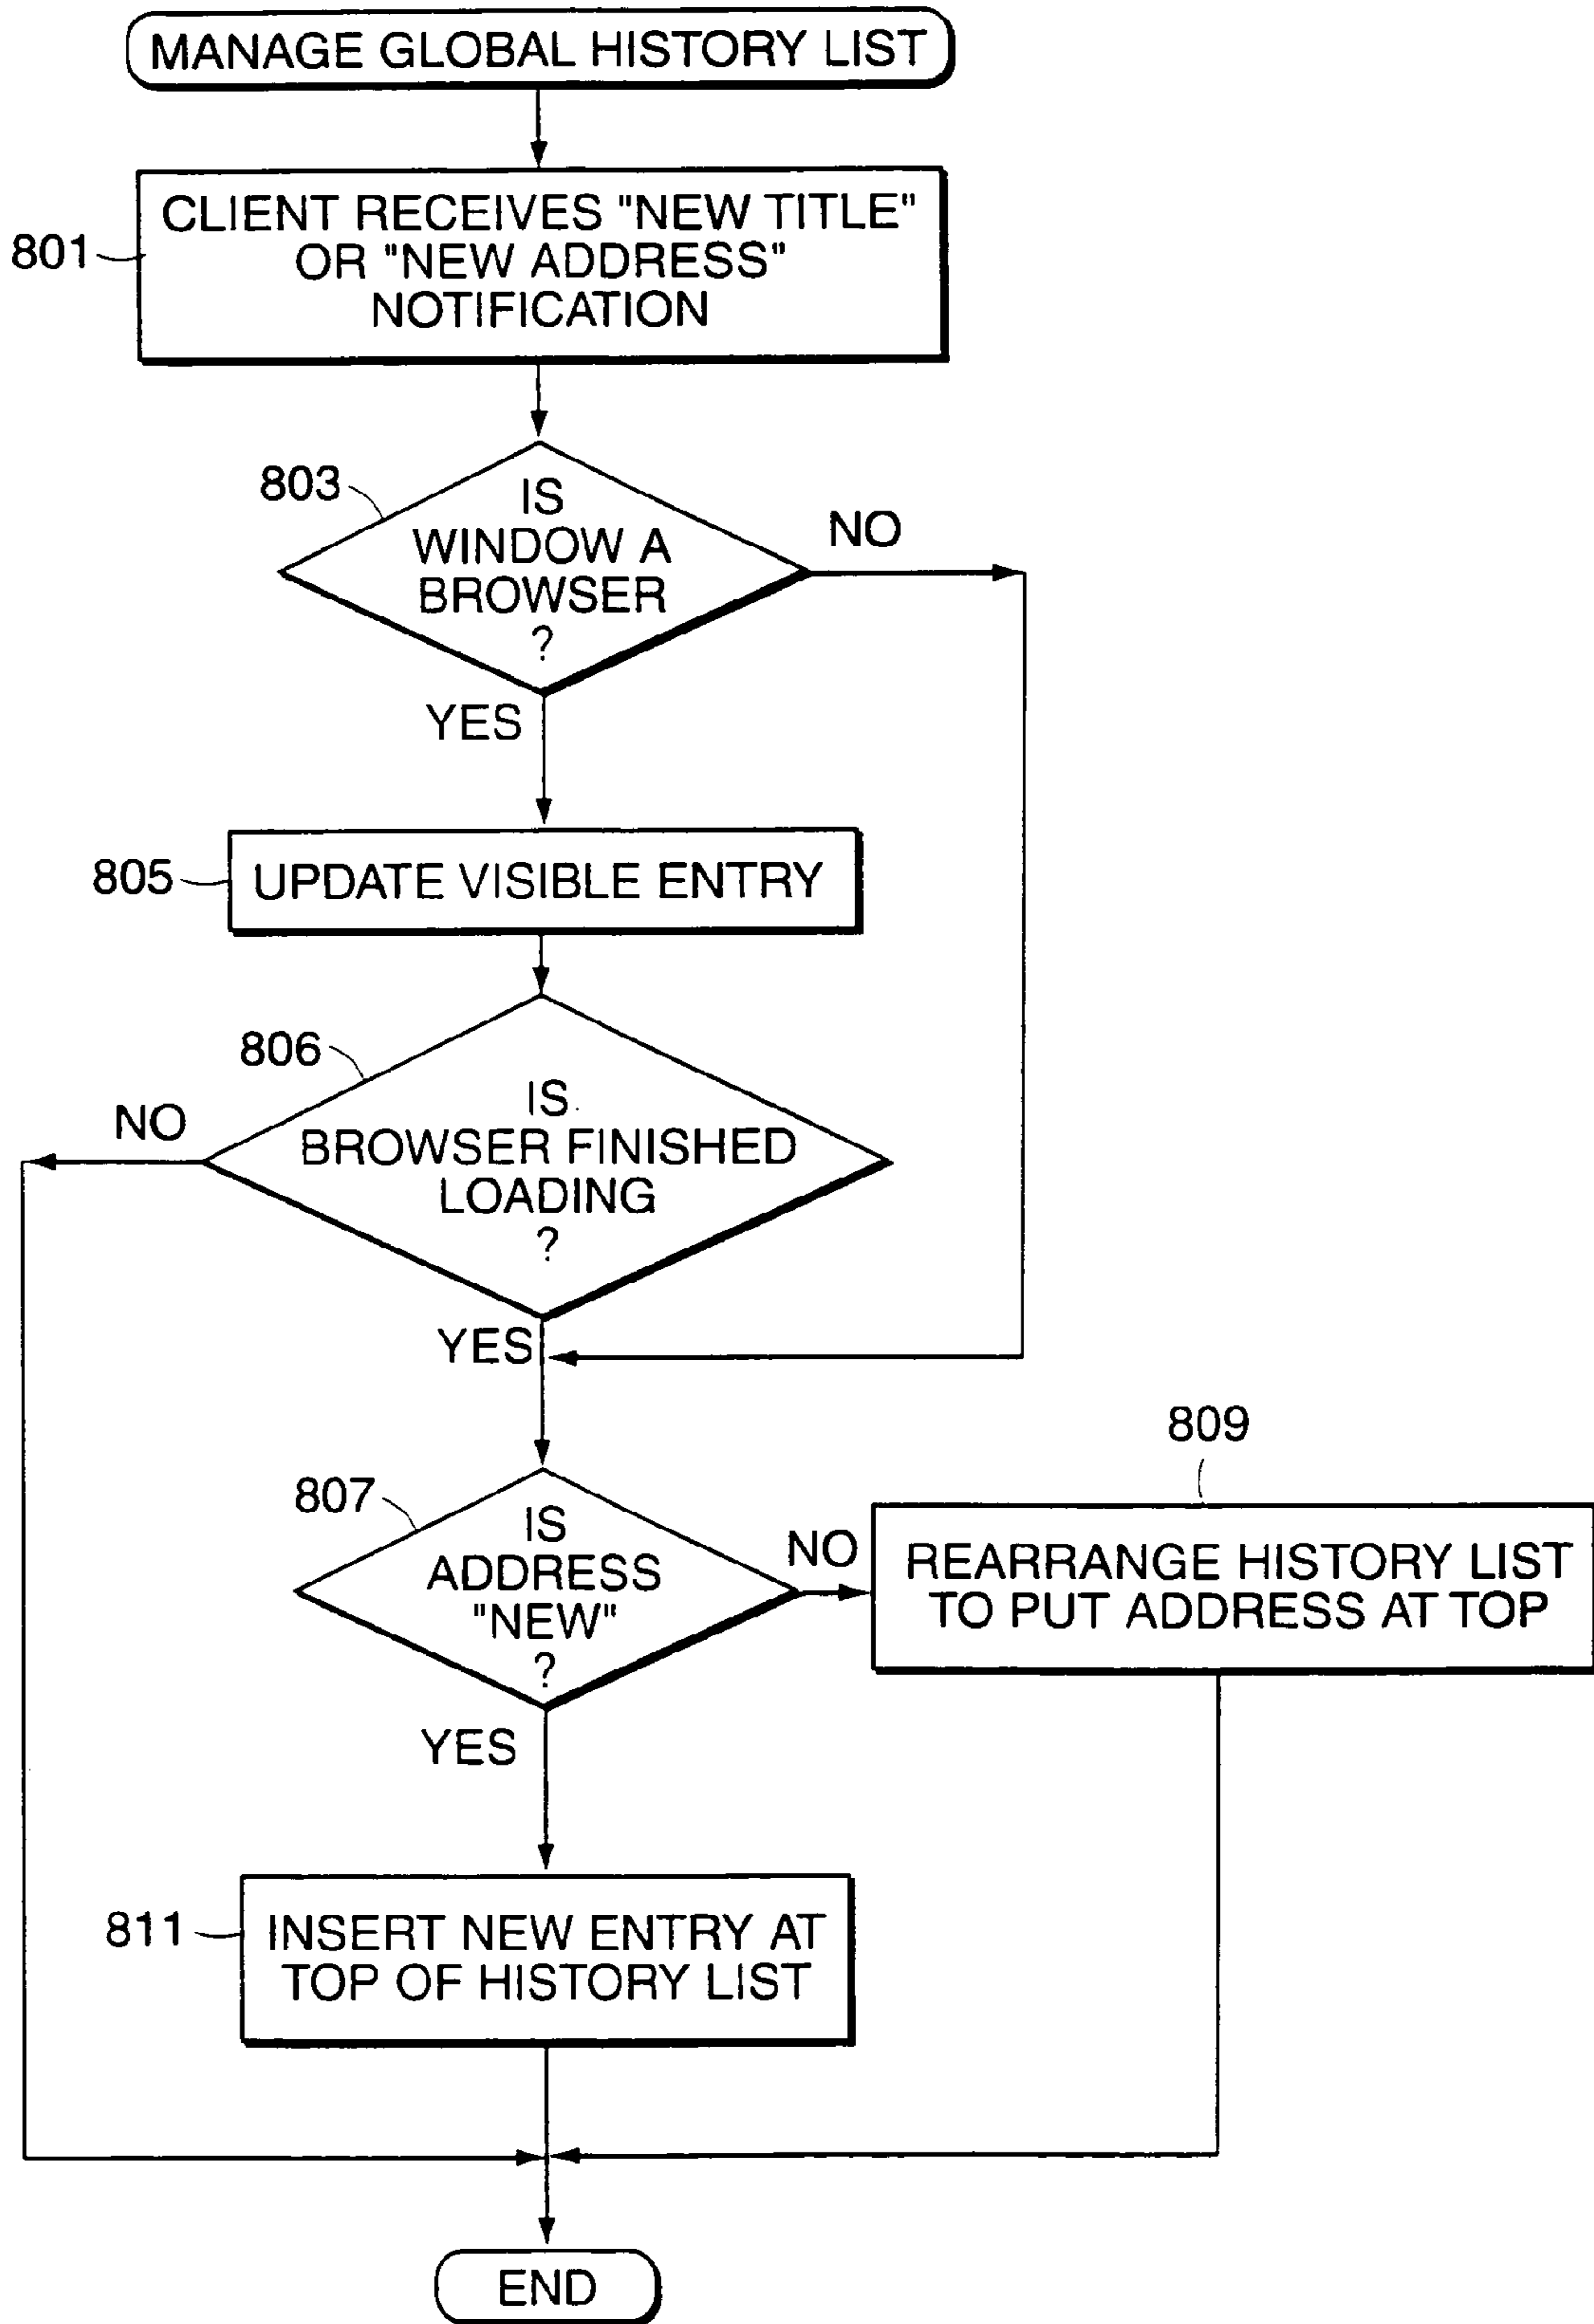 MANAGE GLOBAL HISTORY LIST
801
CLIENT RECEIVES "NEW TITLE"
OR "NEW ADDRESS"
NOTIFICATION
803
IS
WINDOW A
BROWSER
?
NO
YES
805
UPDATE VISIBLE ENTRY
806
IS
BROWSER FINISHED
LOADING
?
NO
YES
807
IS
ADDRESS
"NEW"
?
NO
809
REARRANGE HISTORY LIST
TO PUT ADDRESS AT TOP
YES
811
INSERT NEW ENTRY AT
TOP OF HISTORY LIST
END